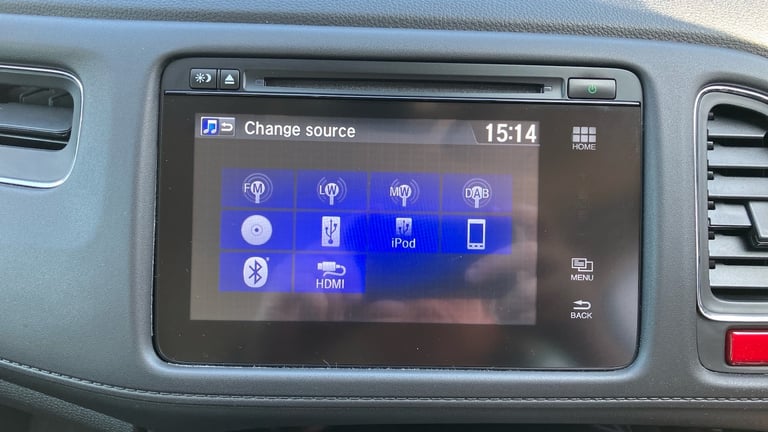 Change source 15:14
HOME
FM LW MW DAB
iPod
HDMI
MENU
BACK